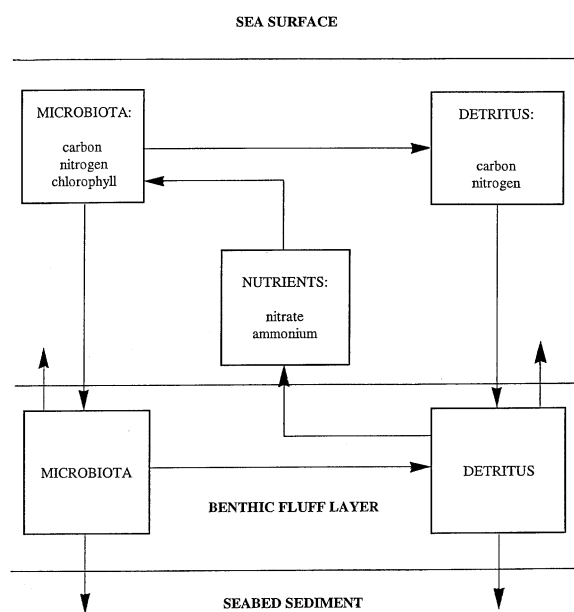 SEA SURFACE
MICROBIOTA:
carbon
nitrogen
chlorophyll
DETRITUS:
carbon
nitrogen
NUTRIENTS:
nitrate
ammonium
MICROBIOTA
DETRITUS
BENTHIC FLUFF LAYER
SEABED SEDIMENT